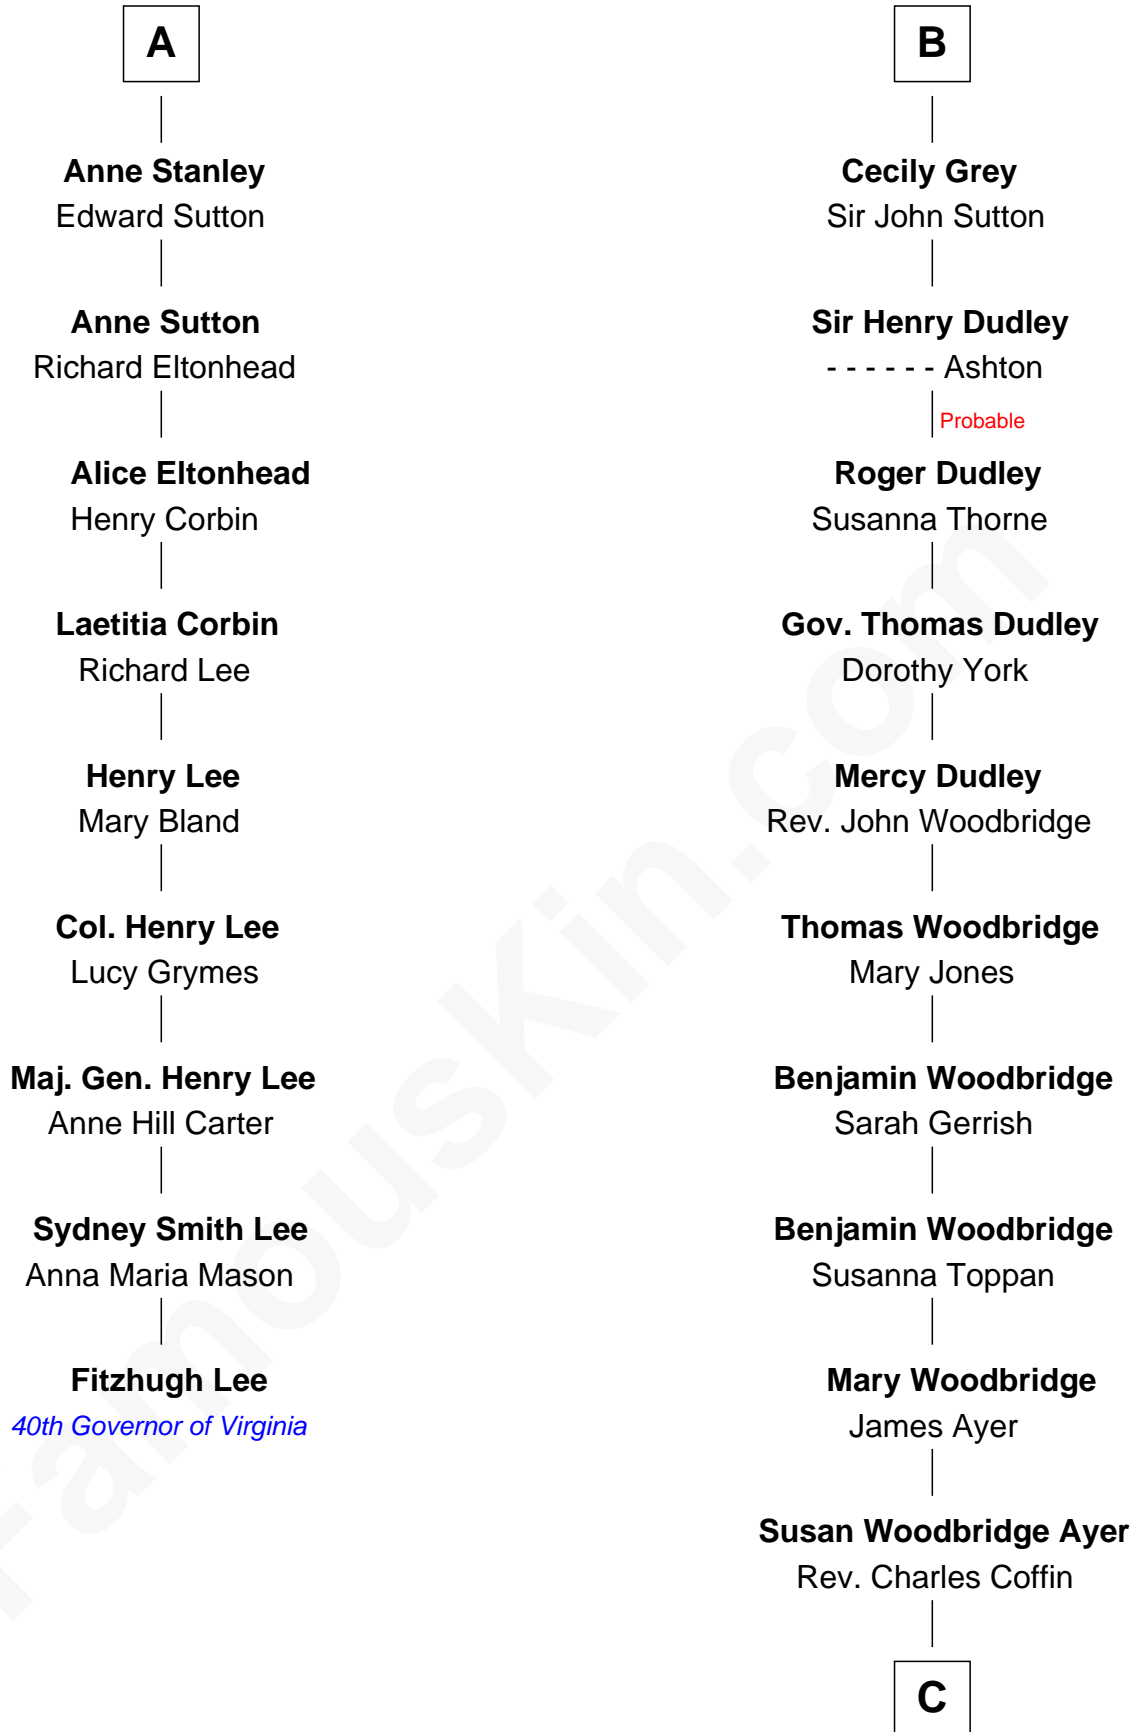 A
Anne Stanley
Edward Sutton
Anne Sutton
Richard Eltonhead
Alice Eltonhead
Henry Corbin
Laetitia Corbin
Richard Lee
Henry Lee
Mary Bland
Col. Henry Lee
Lucy Grymes
Maj. Gen. Henry Lee
Anne Hill Carter
Sydney Smith Lee
Anna Maria Mason
Fitzhugh Lee
40th Governor of Virginia
B
Cecily Grey
Sir John Sutton
Sir Henry Dudley
- - - - - - Ashton
Probable
Roger Dudley
Susanna Thorne
Gov. Thomas Dudley
Dorothy York
Mercy Dudley
Rev. John Woodbridge
Thomas Woodbridge
Mary Jones
Benjamin Woodbridge
Sarah Gerrish
Benjamin Woodbridge
Susanna Toppan
Mary Woodbridge
James Ayer
Susan Woodbridge Ayer
Rev. Charles Coffin
C
FamousKin.com